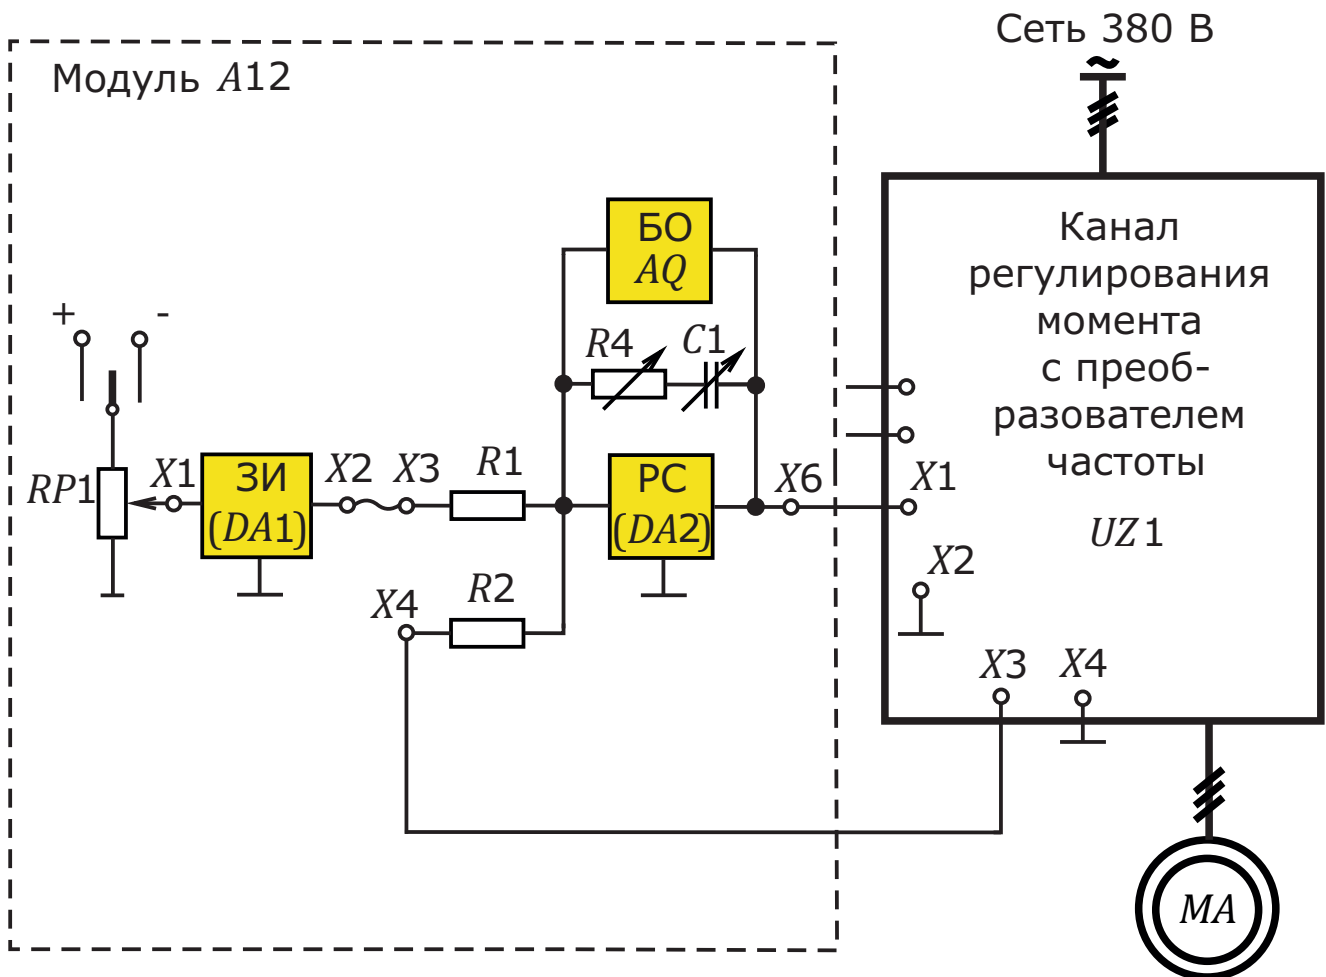 Сеть 380 В
Модуль A12
Канал
регулирования
момента
с преоб-
разователем
частоты
UZ1
БО
AQ
R4
C1
+
-
RP1
X1
ЗИ
(DA1)
X2
X3
R1
РС
(DA2)
X6
X1
X2
X4
R2
X3
X4
MA